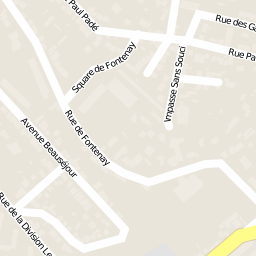 Paul Padé
Rue des Ga
Square de Fontenay
Rue Pa
Impasse Sans Souci
Rue de Fontenay
Avenue Beauséjour
Rue de la Division Le